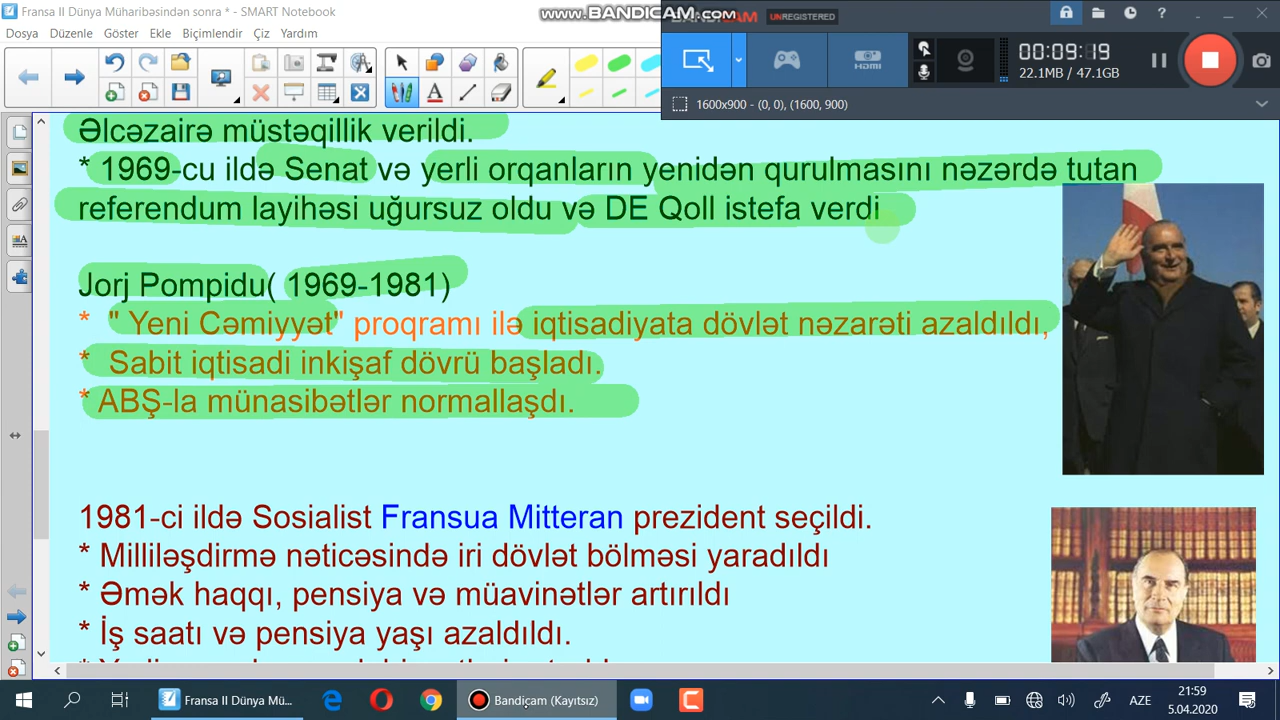 Fransa II Dünya Müharibəsindən sonra * - SMART Notebook
www.BANDICAM.com
UNREGISTERED
Dosya Düzenle Göster Ekle Biçimlendir Çiz Yardım
HDMI
00:09:19
22.1MB / 47.1GB
1600x900 - (0, 0), (1600, 900)
Əlcəzairə müstəqillik verildi.
* 1969-cu ildə Senat və yerli orqanların yenidən qurulmasını nəzərdə tutan
referendum layihəsi uğursuz oldu və DE Qoll istefa verdi
Jorj Pompidu( 1969-1981)
* " Yeni Cəmiyyət" proqramı ilə iqtisadiyata dövlət nəzarəti azaldıldı,
* Sabit iqtisadi inkişaf dövrü başladı.
* ABŞ-la münasibətlər normallaşdı.
1981-ci ildə Sosialist Fransua Mitteran prezident seçildi.
* Milliləşdirmə nəticəsində iri dövlət bölməsi yaradıldı
* Əmək haqqı, pensiya və müavinətlər artırıldı
* İş saatı və pensiya yaşı azaldıldı.
Fransa II Dünya Mü...
Bandicam (Kayıtsız)
AZE
21:59
5.04.2020